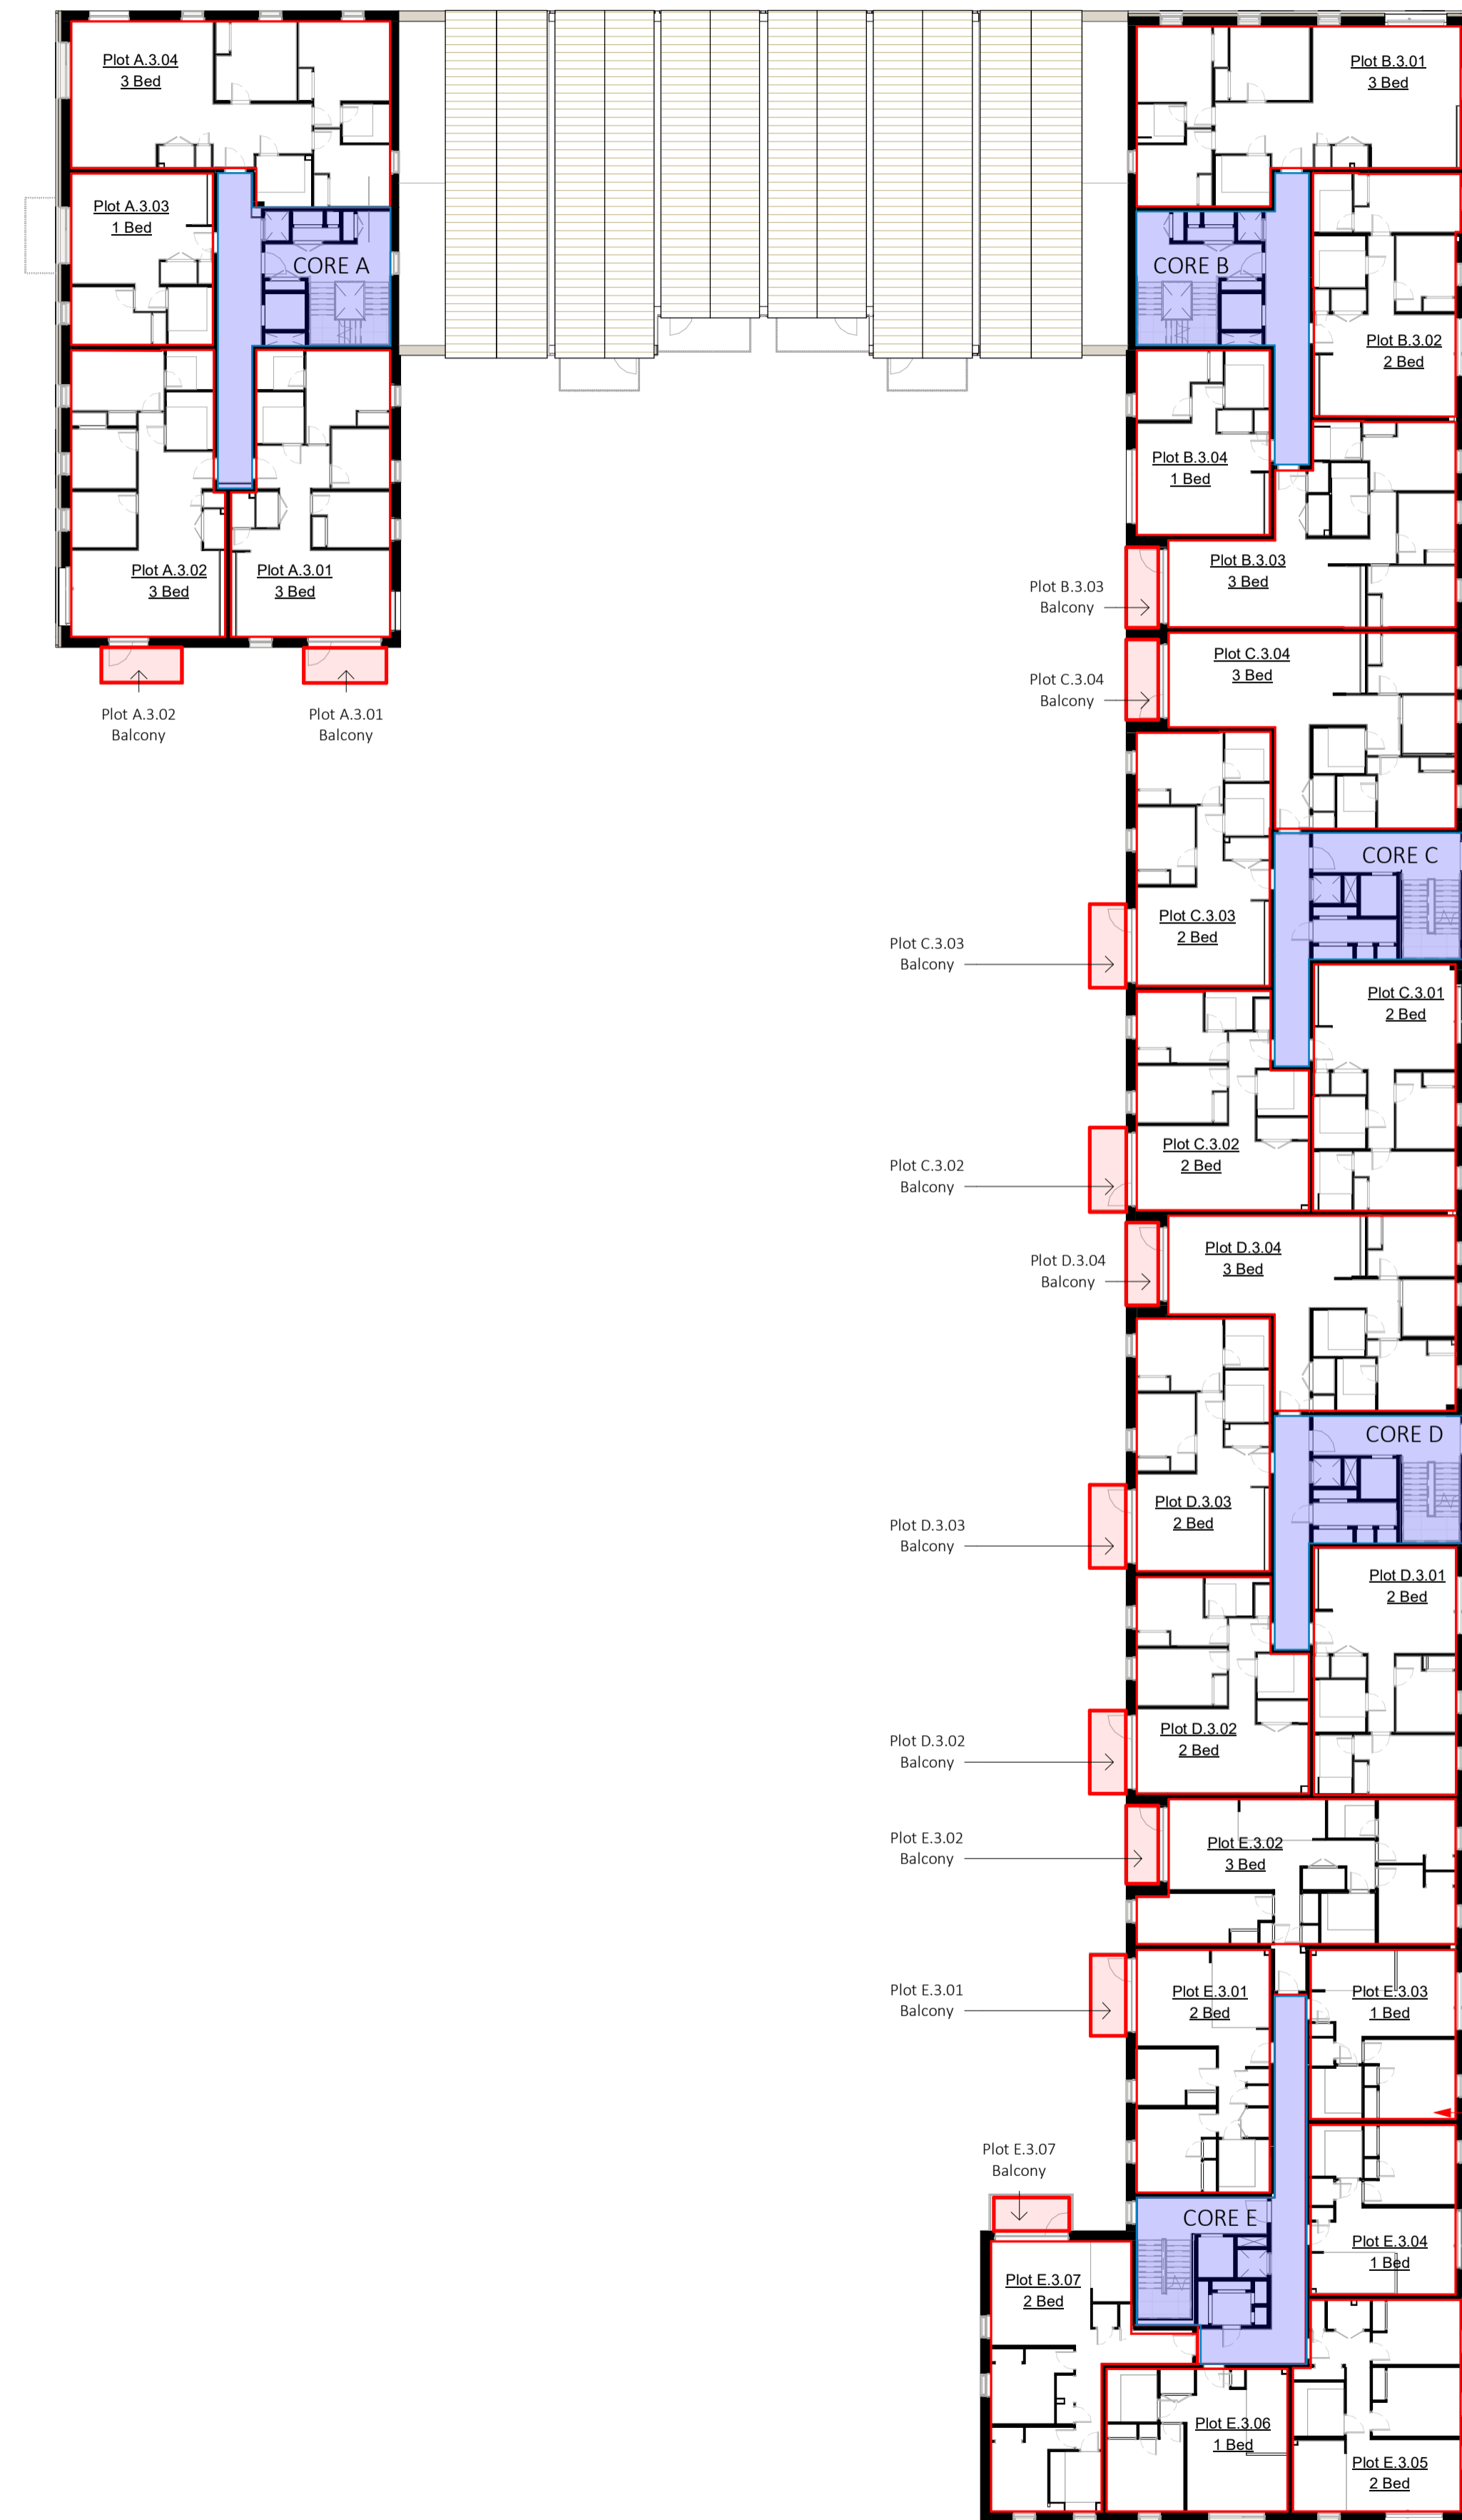 Plot A.3.04
3 Bed
Plot B.3.01
3 Bed
Plot A.3.03
1 Bed
CORE A
CORE B
Plot B.3.02
2 Bed
Plot B.3.04
1 Bed
Plot A.3.02
3 Bed
Plot A.3.01
3 Bed
Plot B.3.03
3 Bed
Plot B.3.03
Balcony
Plot C.3.04
3 Bed
Plot C.3.04
Balcony
Plot A.3.02
Balcony
Plot A.3.01
Balcony
CORE C
Plot C.3.03
2 Bed
Plot C.3.03
Balcony
Plot C.3.01
2 Bed
Plot C.3.02
2 Bed
Plot C.3.02
Balcony
Plot D.3.04
3 Bed
Plot D.3.04
Balcony
CORE D
Plot D.3.03
2 Bed
Plot D.3.03
Balcony
Plot D.3.01
2 Bed
Plot D.3.02
2 Bed
Plot D.3.02
Balcony
Plot E.3.02
3 Bed
Plot E.3.02
Balcony
Plot E.3.01
2 Bed
Plot E.3.01
Balcony
Plot E.3.03
1 Bed
Plot E.3.07
Balcony
CORE E
Plot E.3.04
1 Bed
Plot E.3.07
2 Bed
Plot E.3.06
1 Bed
Plot E.3.05
2 Bed